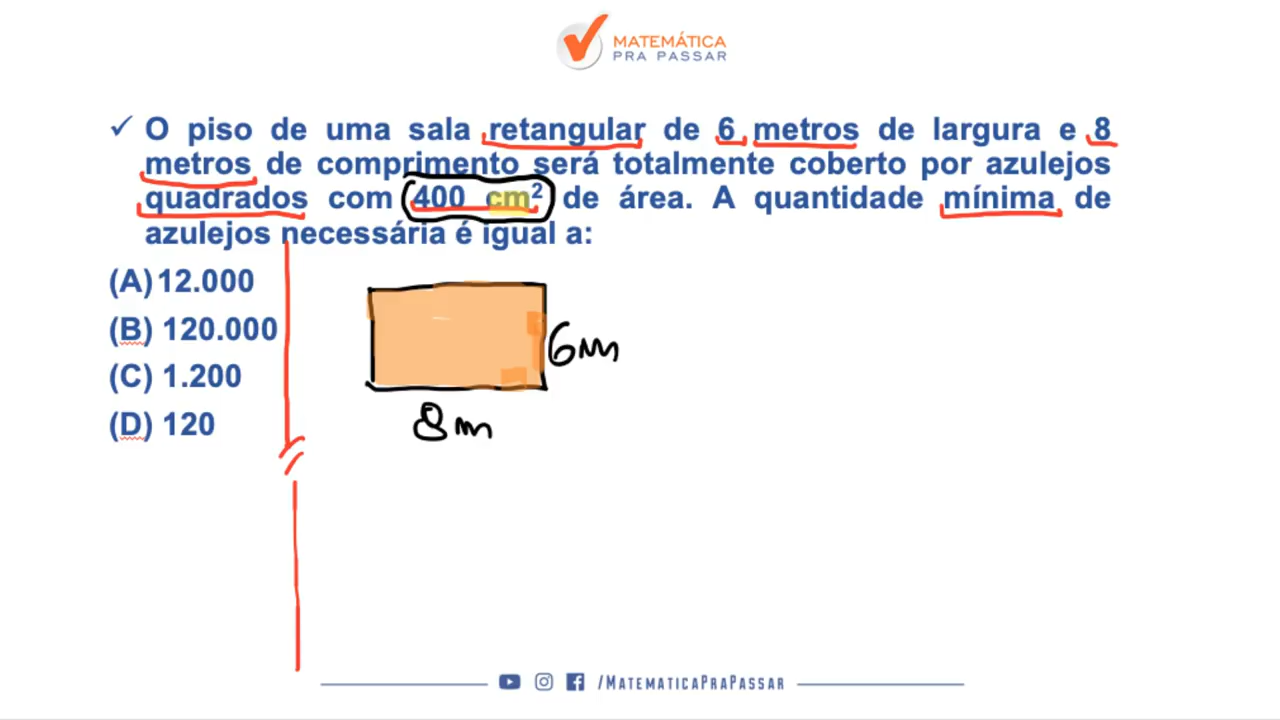 MATEMÁTICA
PRA PASSAR
✓ O piso de uma sala retangular de 6 metros de largura e 8
metros de comprimento será totalmente coberto por azulejos
quadrados com 400 cm² de área. A quantidade mínima de
azulejos necessária é igual a:
(A) 12.000
(B) 120.000
(C) 1.200
(D) 120
6m
8m
/MatematicaPraPassar